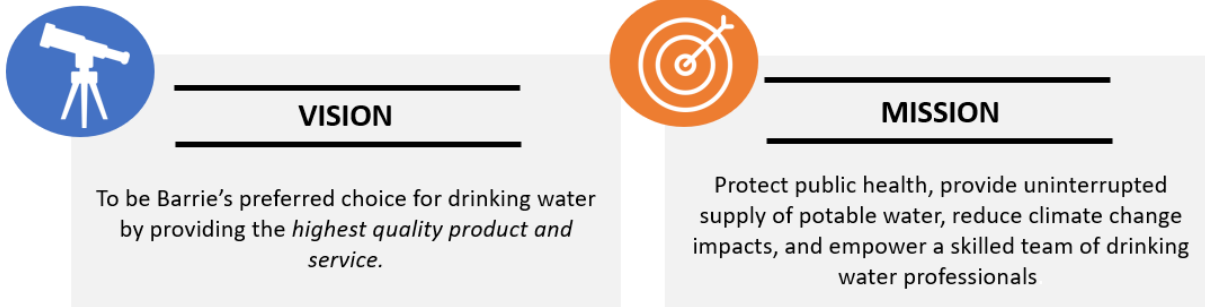 VISION
To be Barrie’s preferred choice for drinking water
by providing the highest quality product and
service.
MISSION
Protect public health, provide uninterrupted
supply of potable water, reduce climate change
impacts, and empower a skilled team of drinking
water professionals